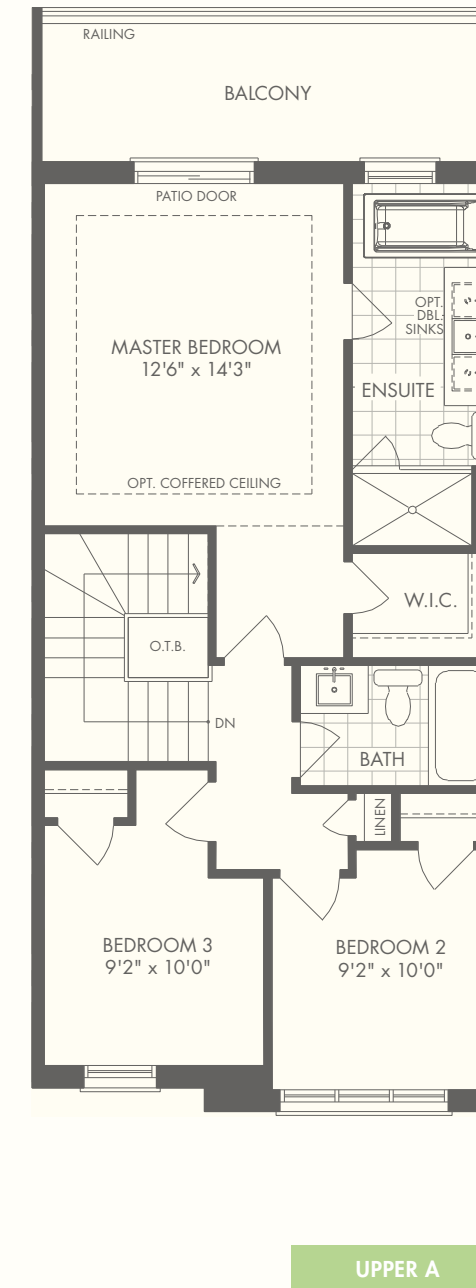 RAILING
BALCONY
PATIO DOOR
OPT.
DBL.
SINKS
MASTER BEDROOM
12'6" x 14'3"
ENSUITE
OPT. COFFERED CEILING
W.I.C.
O.T.B.
DN
BATH
LINEN
BEDROOM 3
9'2" x 10'0"
BEDROOM 2
9'2" x 10'0"
UPPER A